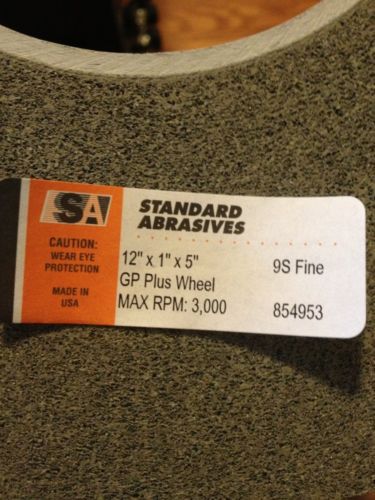 SA
CAUTION:
WEAR EYE
PROTECTION
MADE IN
USA
STANDARD
ABRASIVES
12" x 1" x 5" 9S Fine
GP Plus Wheel
MAX RPM: 3,000 854953